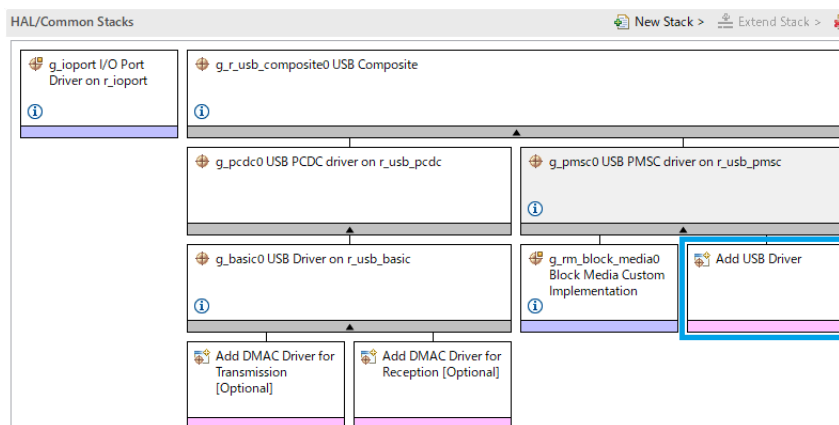 HAL/Common Stacks
New Stack >
Extend Stack >
g_ioport I/O Port
Driver on r_ioport
g_r_usb_composite0 USB Composite
g_pcdc0 USB PCDC driver on r_usb_pcdc
g_pmsc0 USB PMSC driver on r_usb_pmsc
g_basic0 USB Driver on r_usb_basic
g_rm_block_media0
Block Media Custom
Implementation
Add USB Driver
Add DMAC Driver for
Transmission
[Optional]
Add DMAC Driver for
Reception [Optional]